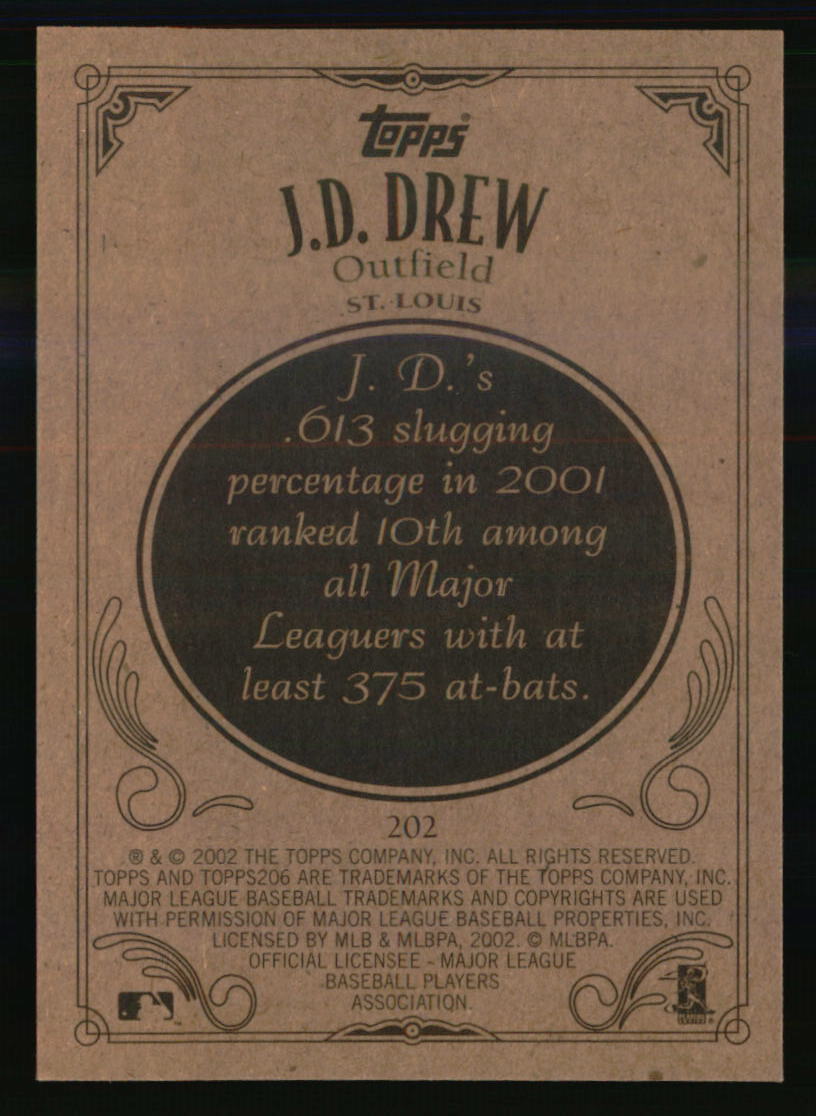 topps
J.D. DREW
Outfield
ST. LOUIS
J. D.'s
.613 slugging
percentage in 2001
ranked 10th among
all Major
Leaguers with at
least 375 at-bats.
202
® & © 2002 THE TOPPS COMPANY, INC. ALL RIGHTS RESERVED.
TOPPS AND TOPPS206 ARE TRADEMARKS OF THE TOPPS COMPANY, INC.
MAJOR LEAGUE BASEBALL TRADEMARKS AND COPYRIGHTS ARE USED
WITH PERMISSION OF MAJOR LEAGUE BASEBALL PROPERTIES, INC.
LICENSED BY MLB & MLBPA, 2002. © MLBPA.
OFFICIAL LICENSEE - MAJOR LEAGUE
BASEBALL PLAYERS
ASSOCIATION.